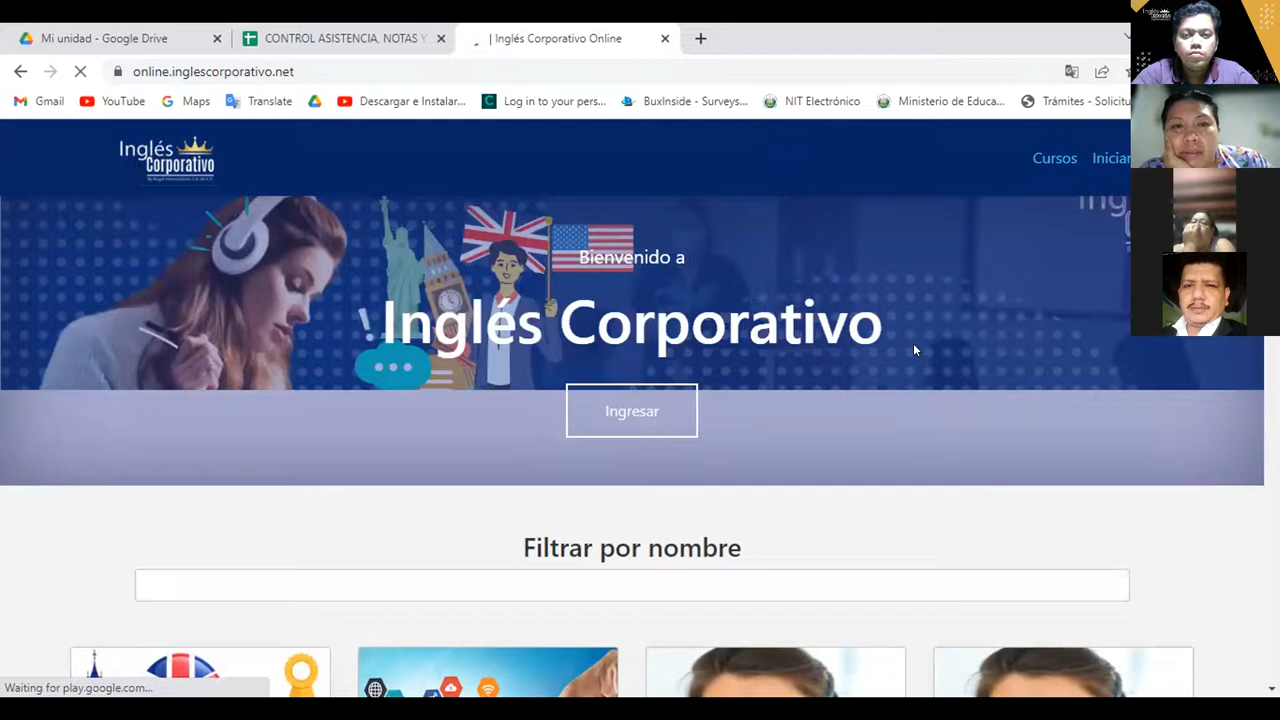 Mi unidad - Google Drive
CONTROL ASISTENCIA, NOTAS Y
| Inglés Corporativo Online
online.inglescorporativo.net
Gmail
YouTube
Maps
Translate
Descargar e Instalar...
Log in to your pers...
BuxInside - Surveys...
NIT Electrónico
Ministerio de Educa...
Trámites - Solicitu
Inglés
Corporativo
Cursos
Iniciar
Bienvenido a
Inglés Corporativo
Ingresar
Filtrar por nombre
Waiting for play.google.com...